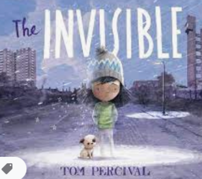 The INVISIBLE
TOM PERCIVAL